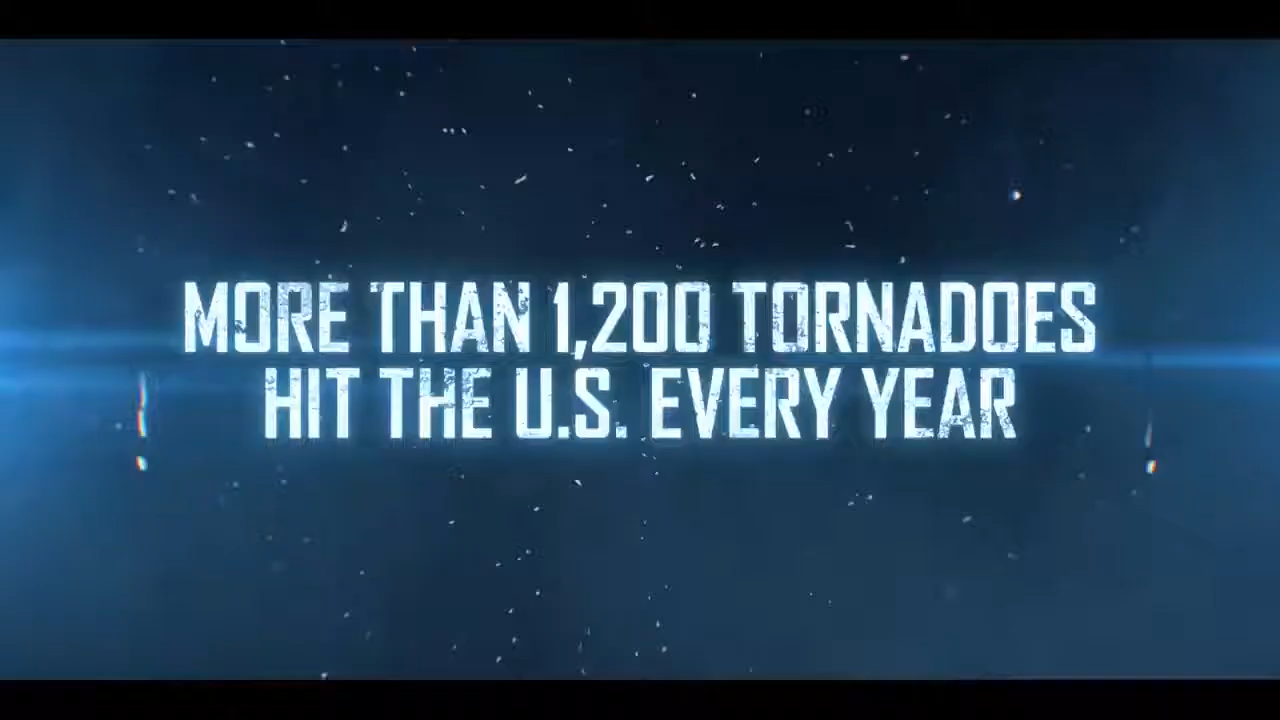 MORE THAN 1,200 TORNADOES
HIT THE U.S. EVERY YEAR